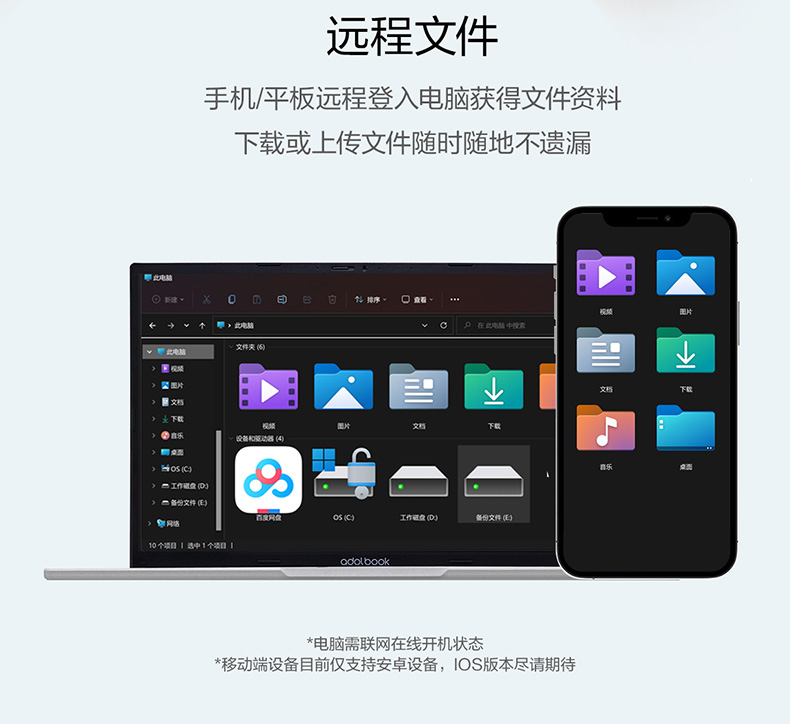 远程文件
手机/平板远程登入电脑获得文件资料
下载或上传文件随时随地不遗漏
此电脑
新建
排序
查看
此电脑
在 此电脑 中搜索
此电脑
视频
图片
文档
下载
音乐
桌面
OS (C:)
工作磁盘 (D:)
备份文件 (E:)
网络
文件夹 (6)
视频
图片
文档
下载
设备和驱动器 (4)
百度网盘
OS (C:)
工作磁盘 (D:)
备份文件 (E:)
10 个项目
选中 1 个项目
adolbook
视频
图片
文档
下载
音乐
桌面
*电脑需联网在线开机状态
*移动端设备目前仅支持安卓设备，IOS版本尽请期待